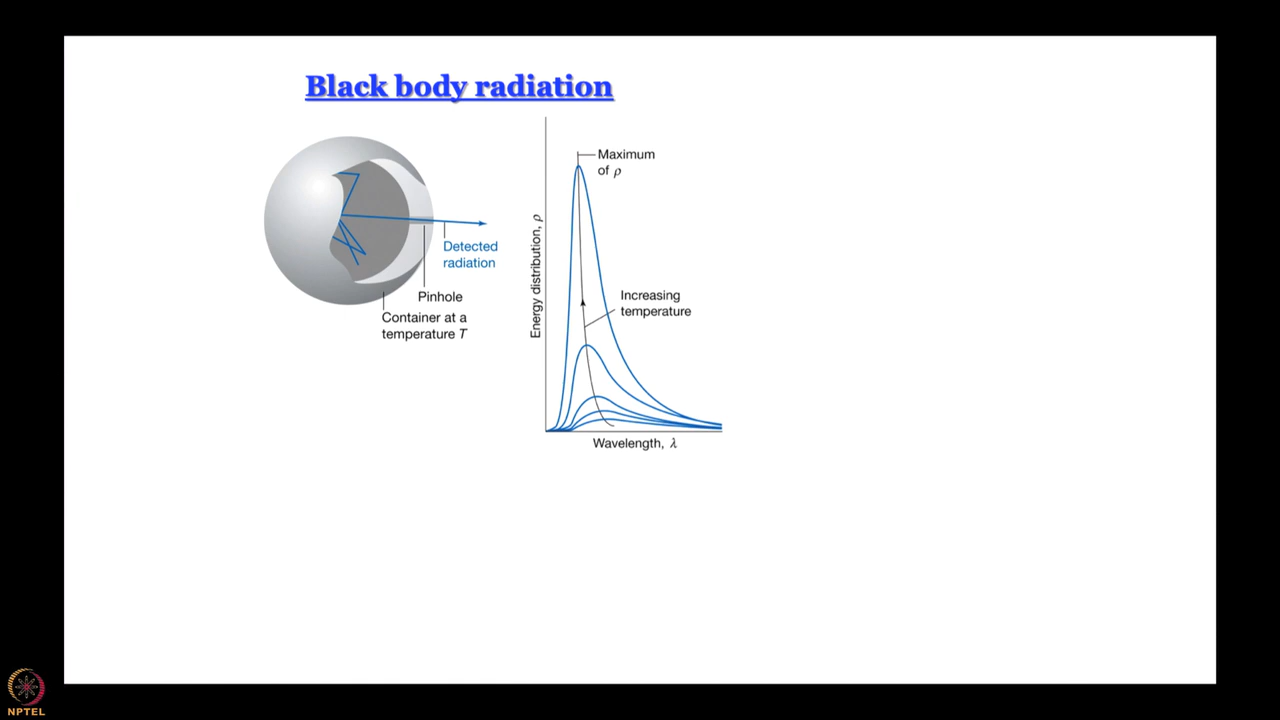 Black body radiation
Detected
radiation
Pinhole
Container at a
temperature T
Energy distribution, ρ
Maximum
of ρ
Increasing
temperature
Wavelength, λ
NPTEL